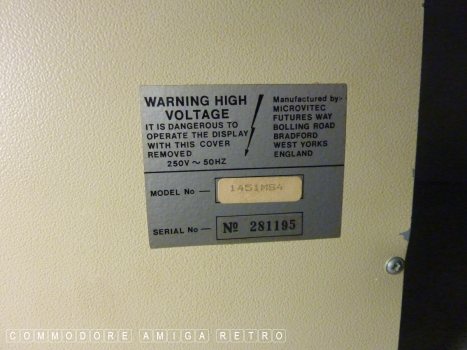 WARNING HIGH
VOLTAGE
IT IS DANGEROUS TO
OPERATE THE DISPLAY
WITH THIS COVER
REMOVED
250V ~ 50HZ
Manufactured by:-
MICROVITEC
FUTURES WAY
BOLLING ROAD
BRADFORD
WEST YORKS
ENGLAND
MODEL No — 1451MS4
SERIAL No — № 281195
COMMODORE AMIGA RETRO